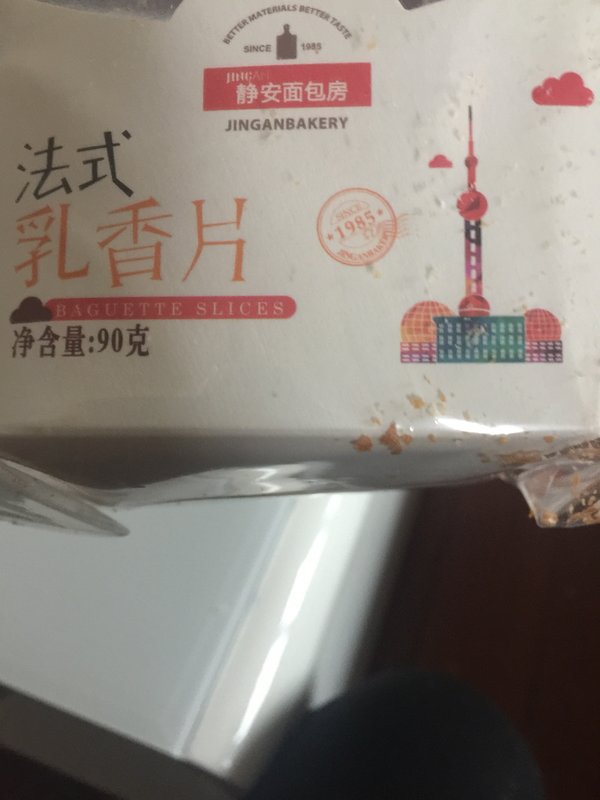 BETTER MATERIALS BETTER TASTE
SINCE 1985
JINGAN
静安面包房
JINGANBAKERY
法式
乳香片
SINCE
1985
JINGANBAKERY
BAGUETTE SLICES
净含量:90克